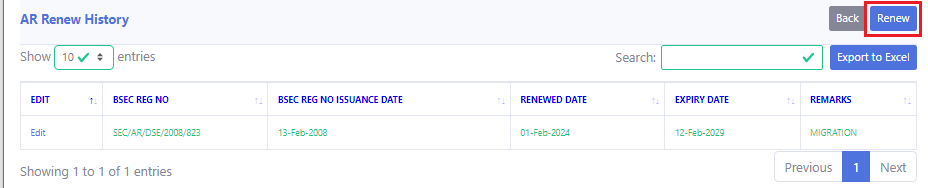 AR Renew History Back Renew
Show 10 entries Search: Export to Excel
EDIT BSEC REG NO BSEC REG NO ISSUANCE DATE RENEWED DATE EXPIRY DATE REMARKS
Edit SEC/AR/DSE/2008/823 13-Feb-2008 01-Feb-2024 12-Feb-2029 MIGRATION
Showing 1 to 1 of 1 entries Previous 1 Next